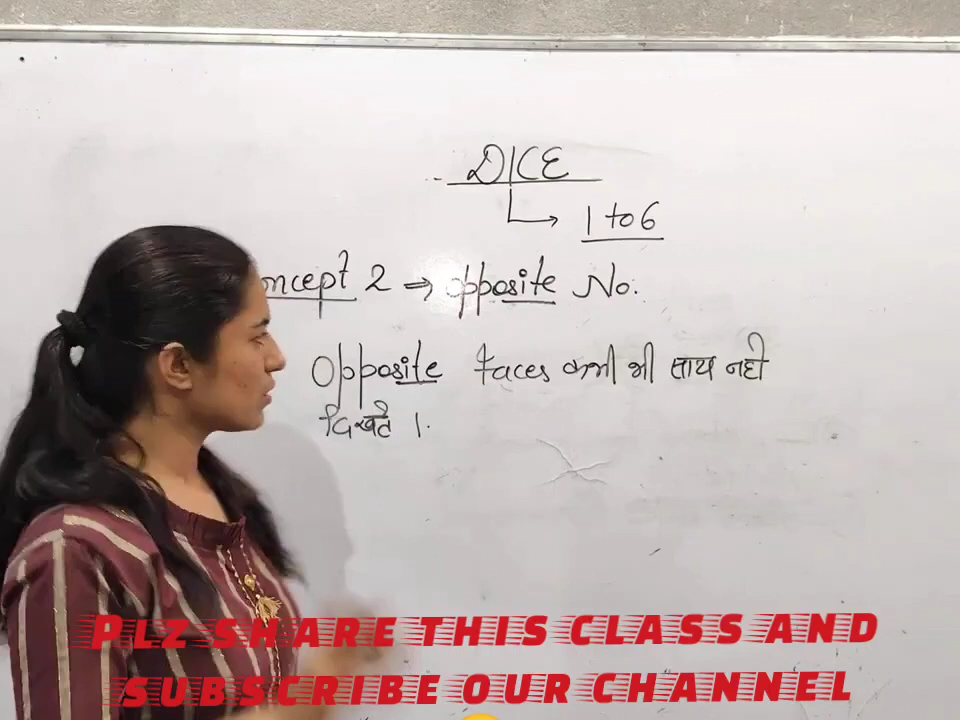 DICE
1 to 6
oncept 2 ⇒ opposite No.
Opposite faces कभी भी साथ नही
दिखते ।.
Plz share this class and
subscribe our channel